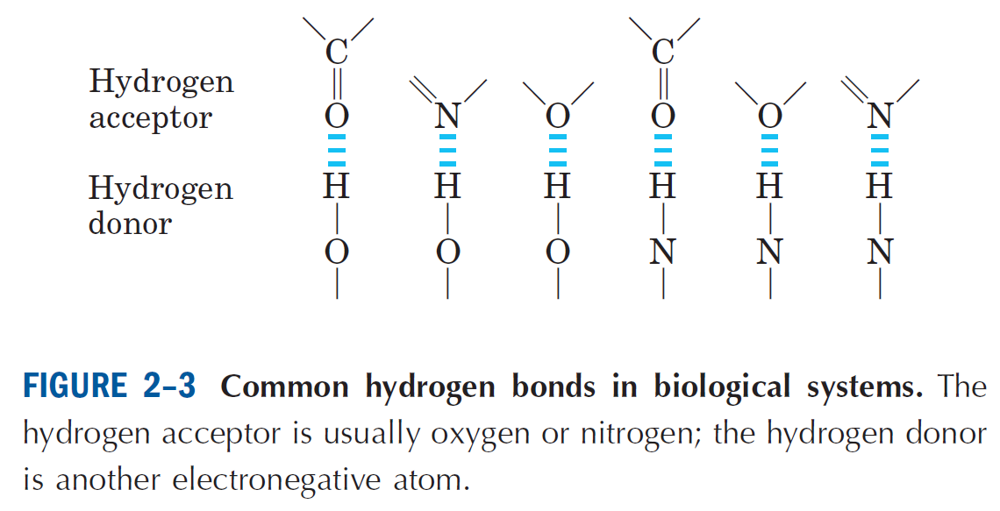 Hydrogen
acceptor
Hydrogen
donor
C C
O N O O O N
H H H H H H
O O O N N N
FIGURE 2–3 Common hydrogen bonds in biological systems. The
hydrogen acceptor is usually oxygen or nitrogen; the hydrogen donor
is another electronegative atom.